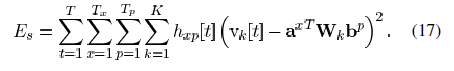 $$E_s = \sum_{t=1}^{T} \sum_{x=1}^{T_x} \sum_{p=1}^{T_p} \sum_{k=1}^{K} h_{xp}[t] \left( \mathrm{v}_k[t] - \mathbf{a}^{xT} \mathbf{W}_k \mathbf{b}^p \right)^2 . \quad (17)$$